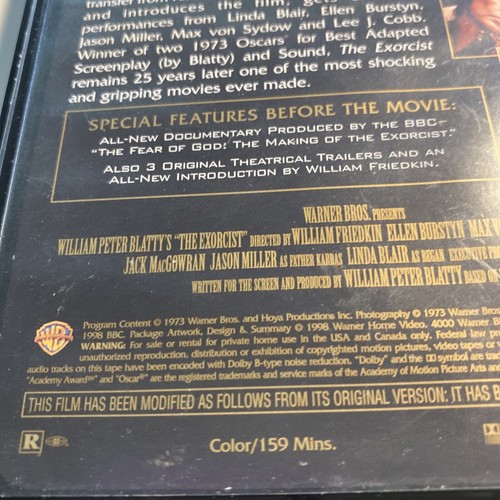 transfer from
and introduces the film, gets
performances from Linda Blair, Ellen Burstyn,
Jason Miller, Max von Sydow and Lee J. Cobb.
Winner of two 1973 Oscars for Best Adapted
Screenplay (by Blatty) and Sound, The Exorcist
remains 25 years later one of the most shocking
and gripping movies ever made.
SPECIAL FEATURES BEFORE THE MOVIE:
ALL-NEW DOCUMENTARY PRODUCED BY THE BBC–
"THE FEAR OF GOD: THE MAKING OF THE EXORCIST."
ALSO 3 ORIGINAL THEATRICAL TRAILERS AND AN
ALL-NEW INTRODUCTION BY WILLIAM FRIEDKIN.
WARNER BROS. PRESENTS
WILLIAM PETER BLATTY'S "THE EXORCIST" DIRECTED BY WILLIAM FRIEDKIN ELLEN BURSTYN MAX
JACK MacGOWRAN JASON MILLER AS FATHER KARRAS LINDA BLAIR AS REGAN EXECUTIVE
WRITTEN FOR THE SCREEN AND PRODUCED BY WILLIAM PETER BLATTY BASED
WB
Program Content © 1973 Warner Bros. and Hoya Productions Inc. Photography © 1973 Warner
1998 BBC. Package Artwork, Design & Summary © 1998 Warner Home Video, 4000 Warner
WARNING: For sale or rental for private home use in the USA and Canada only. Federal law
unauthorized reproduction, distribution or exhibition of copyrighted motion pictures, video tapes or
audio tracks on this tape have been encoded with Dolby B-type noise reduction. "Dolby" and the DD symbol are
"Academy Award™" and "Oscar®" are the registered trademarks and service marks of the Academy of Motion Picture Arts and
THIS FILM HAS BEEN MODIFIED AS FOLLOWS FROM ITS ORIGINAL VERSION: IT HAS
R
Color/159 Mins.